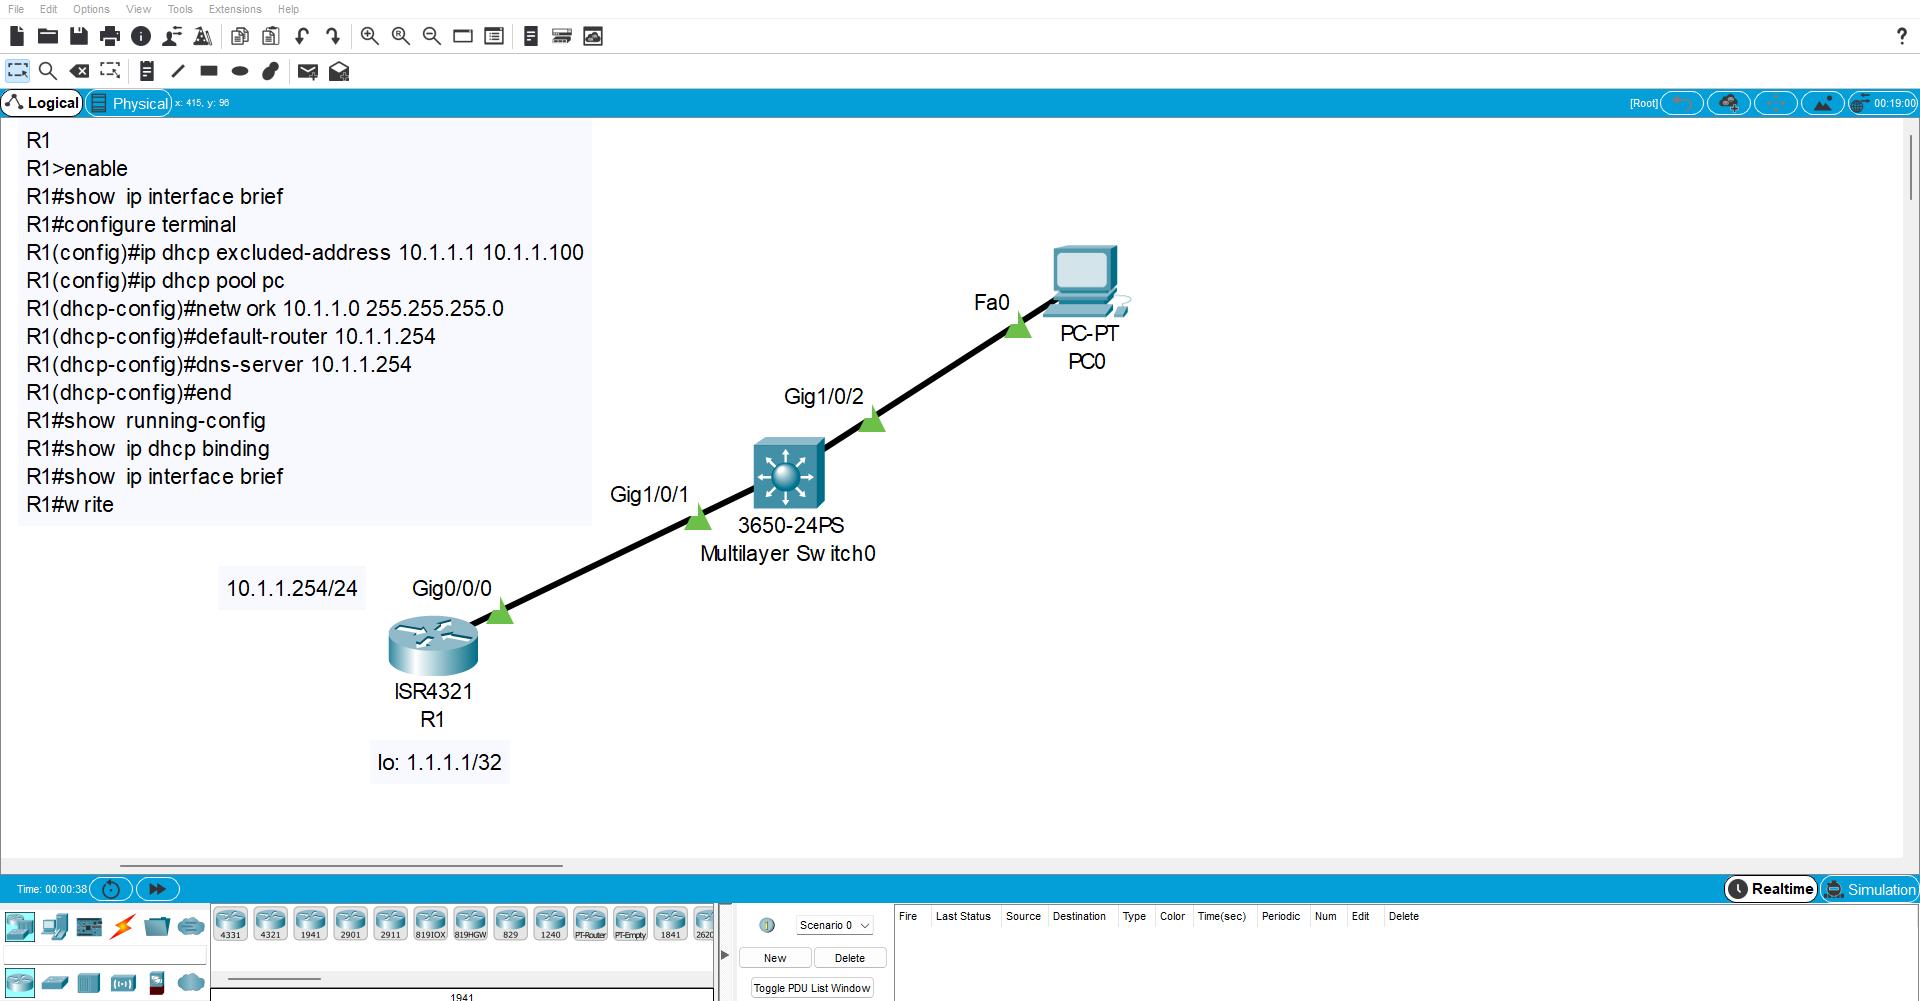 File Edit Options View Tools Extensions Help
?
Logical Physical x: 415, y: 96 [Root] 00:19:00
R1
R1>enable
R1#show ip interface brief
R1#configure terminal
R1(config)#ip dhcp excluded-address 10.1.1.1 10.1.1.100
R1(config)#ip dhcp pool pc
R1(dhcp-config)#netw ork 10.1.1.0 255.255.255.0
R1(dhcp-config)#default-router 10.1.1.254
R1(dhcp-config)#dns-server 10.1.1.254
R1(dhcp-config)#end
R1#show running-config
R1#show ip dhcp binding
R1#show ip interface brief
R1#w rite
Fa0
PC-PT
PC0
Gig1/0/2
Gig1/0/1
3650-24PS
Multilayer Sw itch0
10.1.1.254/24
Gig0/0/0
ISR4321
R1
lo: 1.1.1.1/32
Time: 00:00:38
Realtime Simulation
4331 4321 1941 2901 2911 819IOX 819HGW 829 1240 PT-Router PT-Empty 1841 2620
1941
Scenario 0
New Delete
Toggle PDU List Window
Fire Last Status Source Destination Type Color Time(sec) Periodic Num Edit Delete